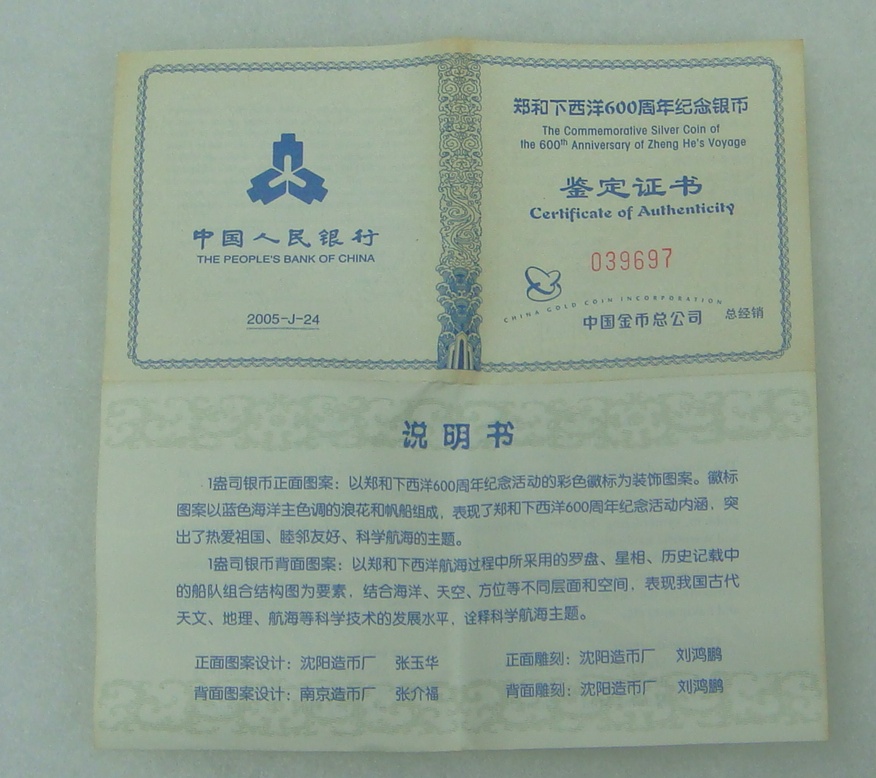 中国人民银行
THE PEOPLE'S BANK OF CHINA
2005-J-24
郑和下西洋600周年纪念银币
The Commemorative Silver Coin of
the 600th Anniversary of Zheng He's Voyage
鉴定证书
Certificate of Authenticity
039697
CHINA GOLD COIN INCORPORATION
中国金币总公司 总经销
说明书
1盎司银币正面图案：以郑和下西洋600周年纪念活动的彩色徽标为装饰图案。徽标
图案以蓝色海洋主色调的浪花和帆船组成，表现了郑和下西洋600周年纪念活动内涵，突
出了热爱祖国、睦邻友好、科学航海的主题。
1盎司银币背面图案：以郑和下西洋航海过程中所采用的罗盘、星相、历史记载中
的船队组合结构图为要素，结合海洋、天空、方位等不同层面和空间，表现我国古代
天文、地理、航海等科学技术的发展水平，诠释科学航海主题。
正面图案设计：沈阳造币厂 张玉华 正面雕刻：沈阳造币厂 刘鸿鹏
背面图案设计：南京造币厂 张介福 背面雕刻：沈阳造币厂 刘鸿鹏